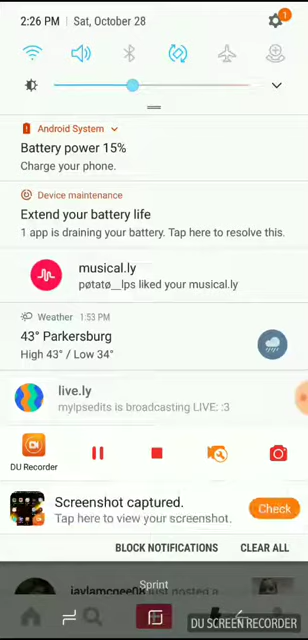 2:26 PM | Sat, October 28
1
Android System
Battery power 15%
Charge your phone.
Device maintenance
Extend your battery life
1 app is draining your battery. Tap here to resolve this.
musical.ly
pøtatø__lps liked your musical.ly
Weather 1:53 PM
43° Parkersburg
High 43° / Low 34°
live.ly
myipsedits is broadcasting LIVE: :3
DU Recorder
Screenshot captured.
Tap here to view your screenshot.
Check
BLOCK NOTIFICATIONS CLEAR ALL
Sprint
DU SCREEN RECORDER